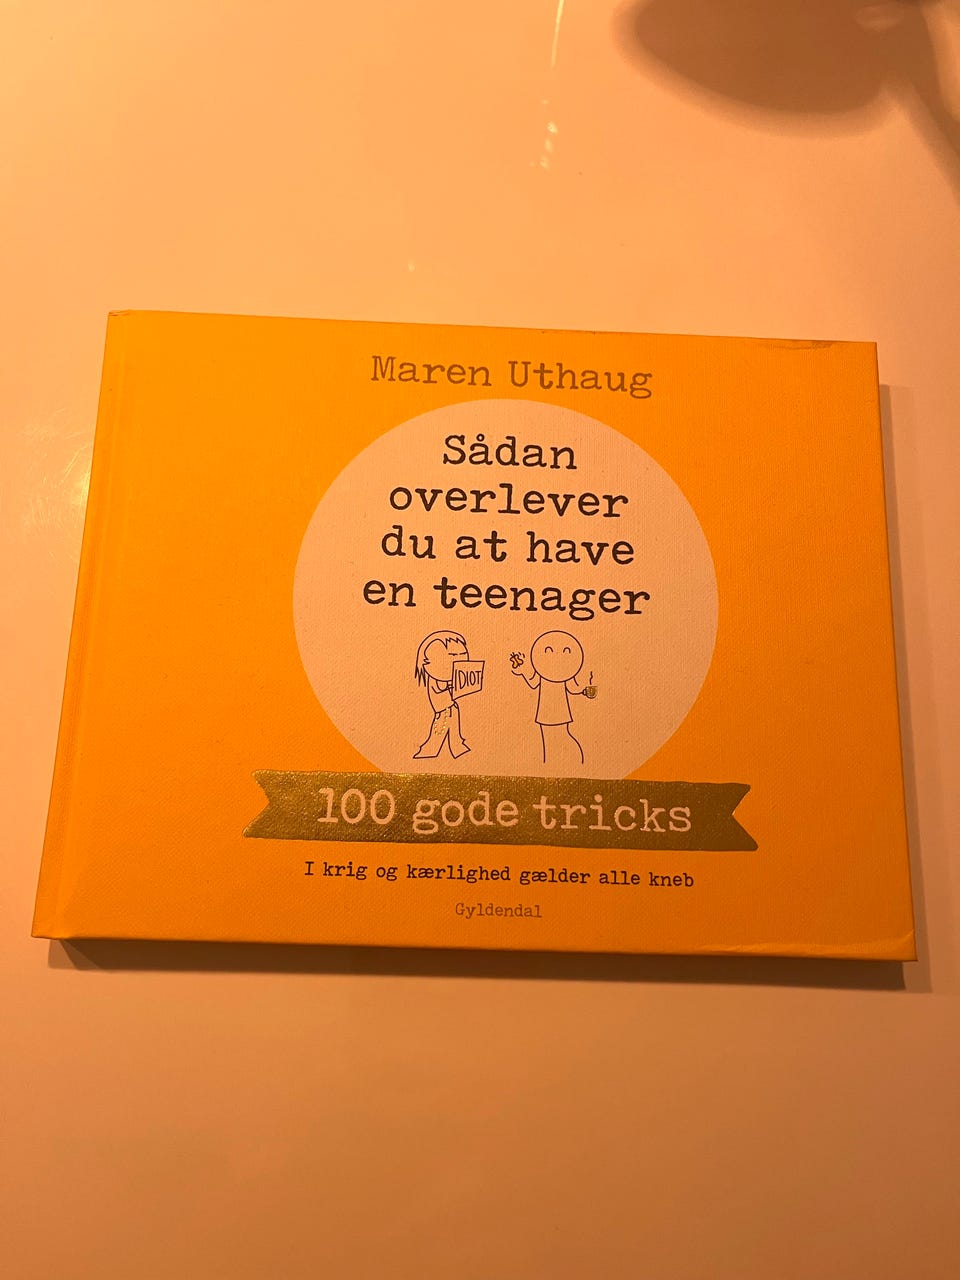 Maren Uthaug
Sådan
overlever
du at have
en teenager
IDIOT
100 gode tricks
I krig og kærlighed gælder alle kneb
Gyldendal